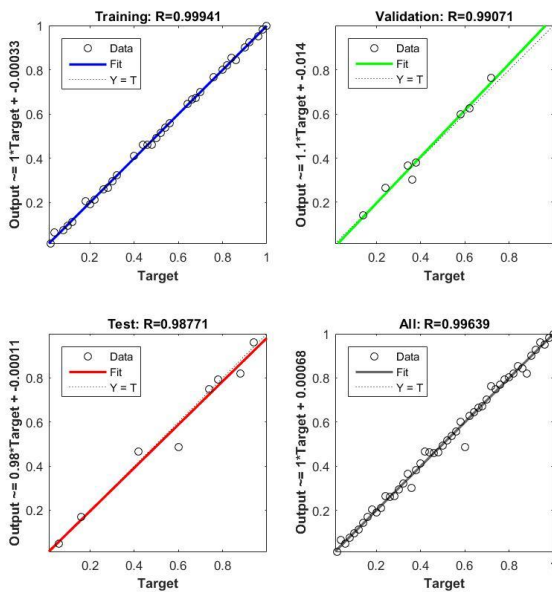 Training: R=0.99941
Output ~= 1*Target + -0.00033
1
0.8
0.6
0.4
0.2
Data
Fit
Y = T
0.2 0.4 0.6 0.8 1
Target
Validation: R=0.99071
Output ~= 1.1*Target + -0.014
1
0.8
0.6
0.4
0.2
Data
Fit
Y = T
0.2 0.4 0.6 0.8
Target
Test: R=0.98771
Output ~= 0.98*Target + -0.00011
1
0.8
0.6
0.4
0.2
Data
Fit
Y = T
0.2 0.4 0.6 0.8
Target
All: R=0.99639
Output ~= 1*Target + 0.00068
1
0.8
0.6
0.4
0.2
Data
Fit
Y = T
0.2 0.4 0.6 0.8
Target